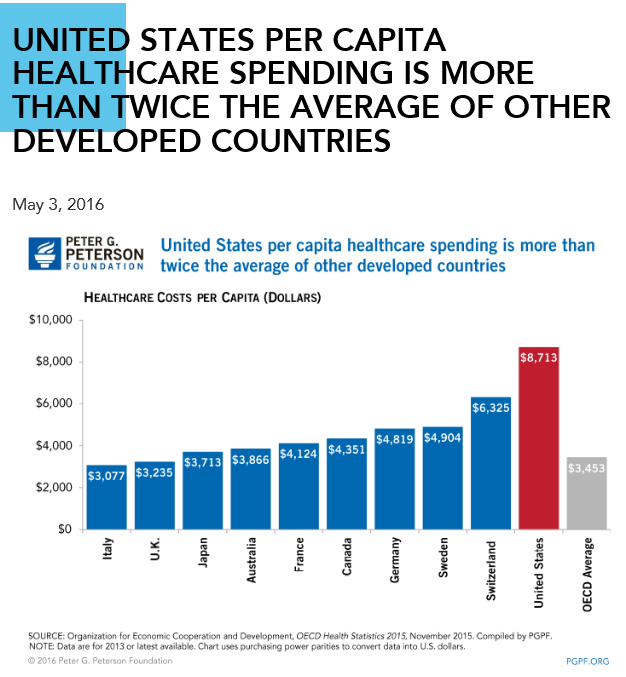 UNITED STATES PER CAPITA
HEALTHCARE SPENDING IS MORE
THAN TWICE THE AVERAGE OF OTHER
DEVELOPED COUNTRIES
May 3, 2016
PETER G.
PETERSON
FOUNDATION
United States per capita healthcare spending is more than
twice the average of other developed countries
HEALTHCARE COSTS PER CAPITA (DOLLARS)
$10,000
$8,000
$6,000
$4,000
$2,000
$0
$3,077
$3,235
$3,713
$3,866
$4,124
$4,351
$4,819
$4,904
$6,325
$8,713
$3,453
Italy
U.K.
Japan
Australia
France
Canada
Germany
Sweden
Switzerland
United States
OECD Average
SOURCE: Organization for Economic Cooperation and Development, OECD Health Statistics 2015, November 2015. Compiled by PGPF.
NOTE: Data are for 2013 or latest available. Chart uses purchasing power parities to convert data into U.S. dollars.
© 2016 Peter G. Peterson Foundation
PGPF.ORG